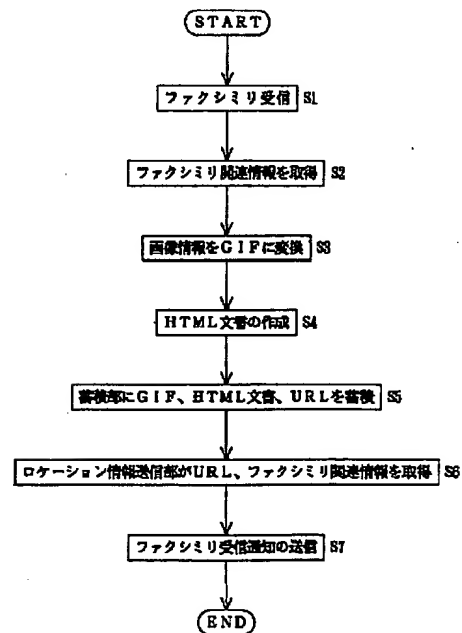 START
ファクシミリ受信 S1
ファクシミリ関連情報を取得 S2
画像情報をGIFに変換 S3
HTML文書の作成 S4
蓄積部にGIF、HTML文書、URLを蓄積 S5
ロケーション情報送信部がURL、ファクシミリ関連情報を取得 S6
ファクシミリ受信通知の送信 S7
END